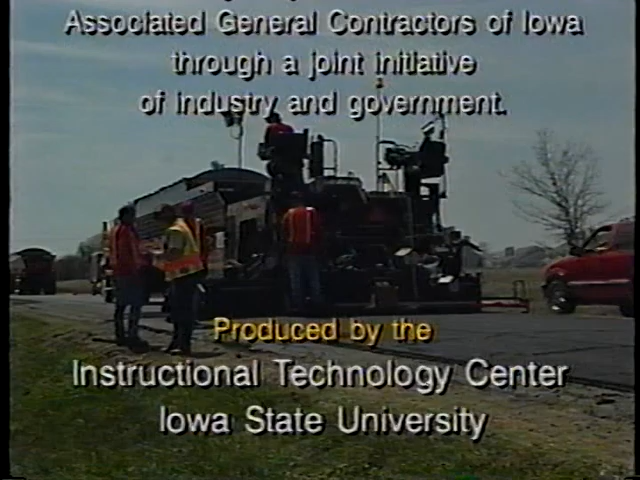 Associated General Contractors of Iowa
through a joint initiative
of industry and government.
Produced by the
Instructional Technology Center
Iowa State University